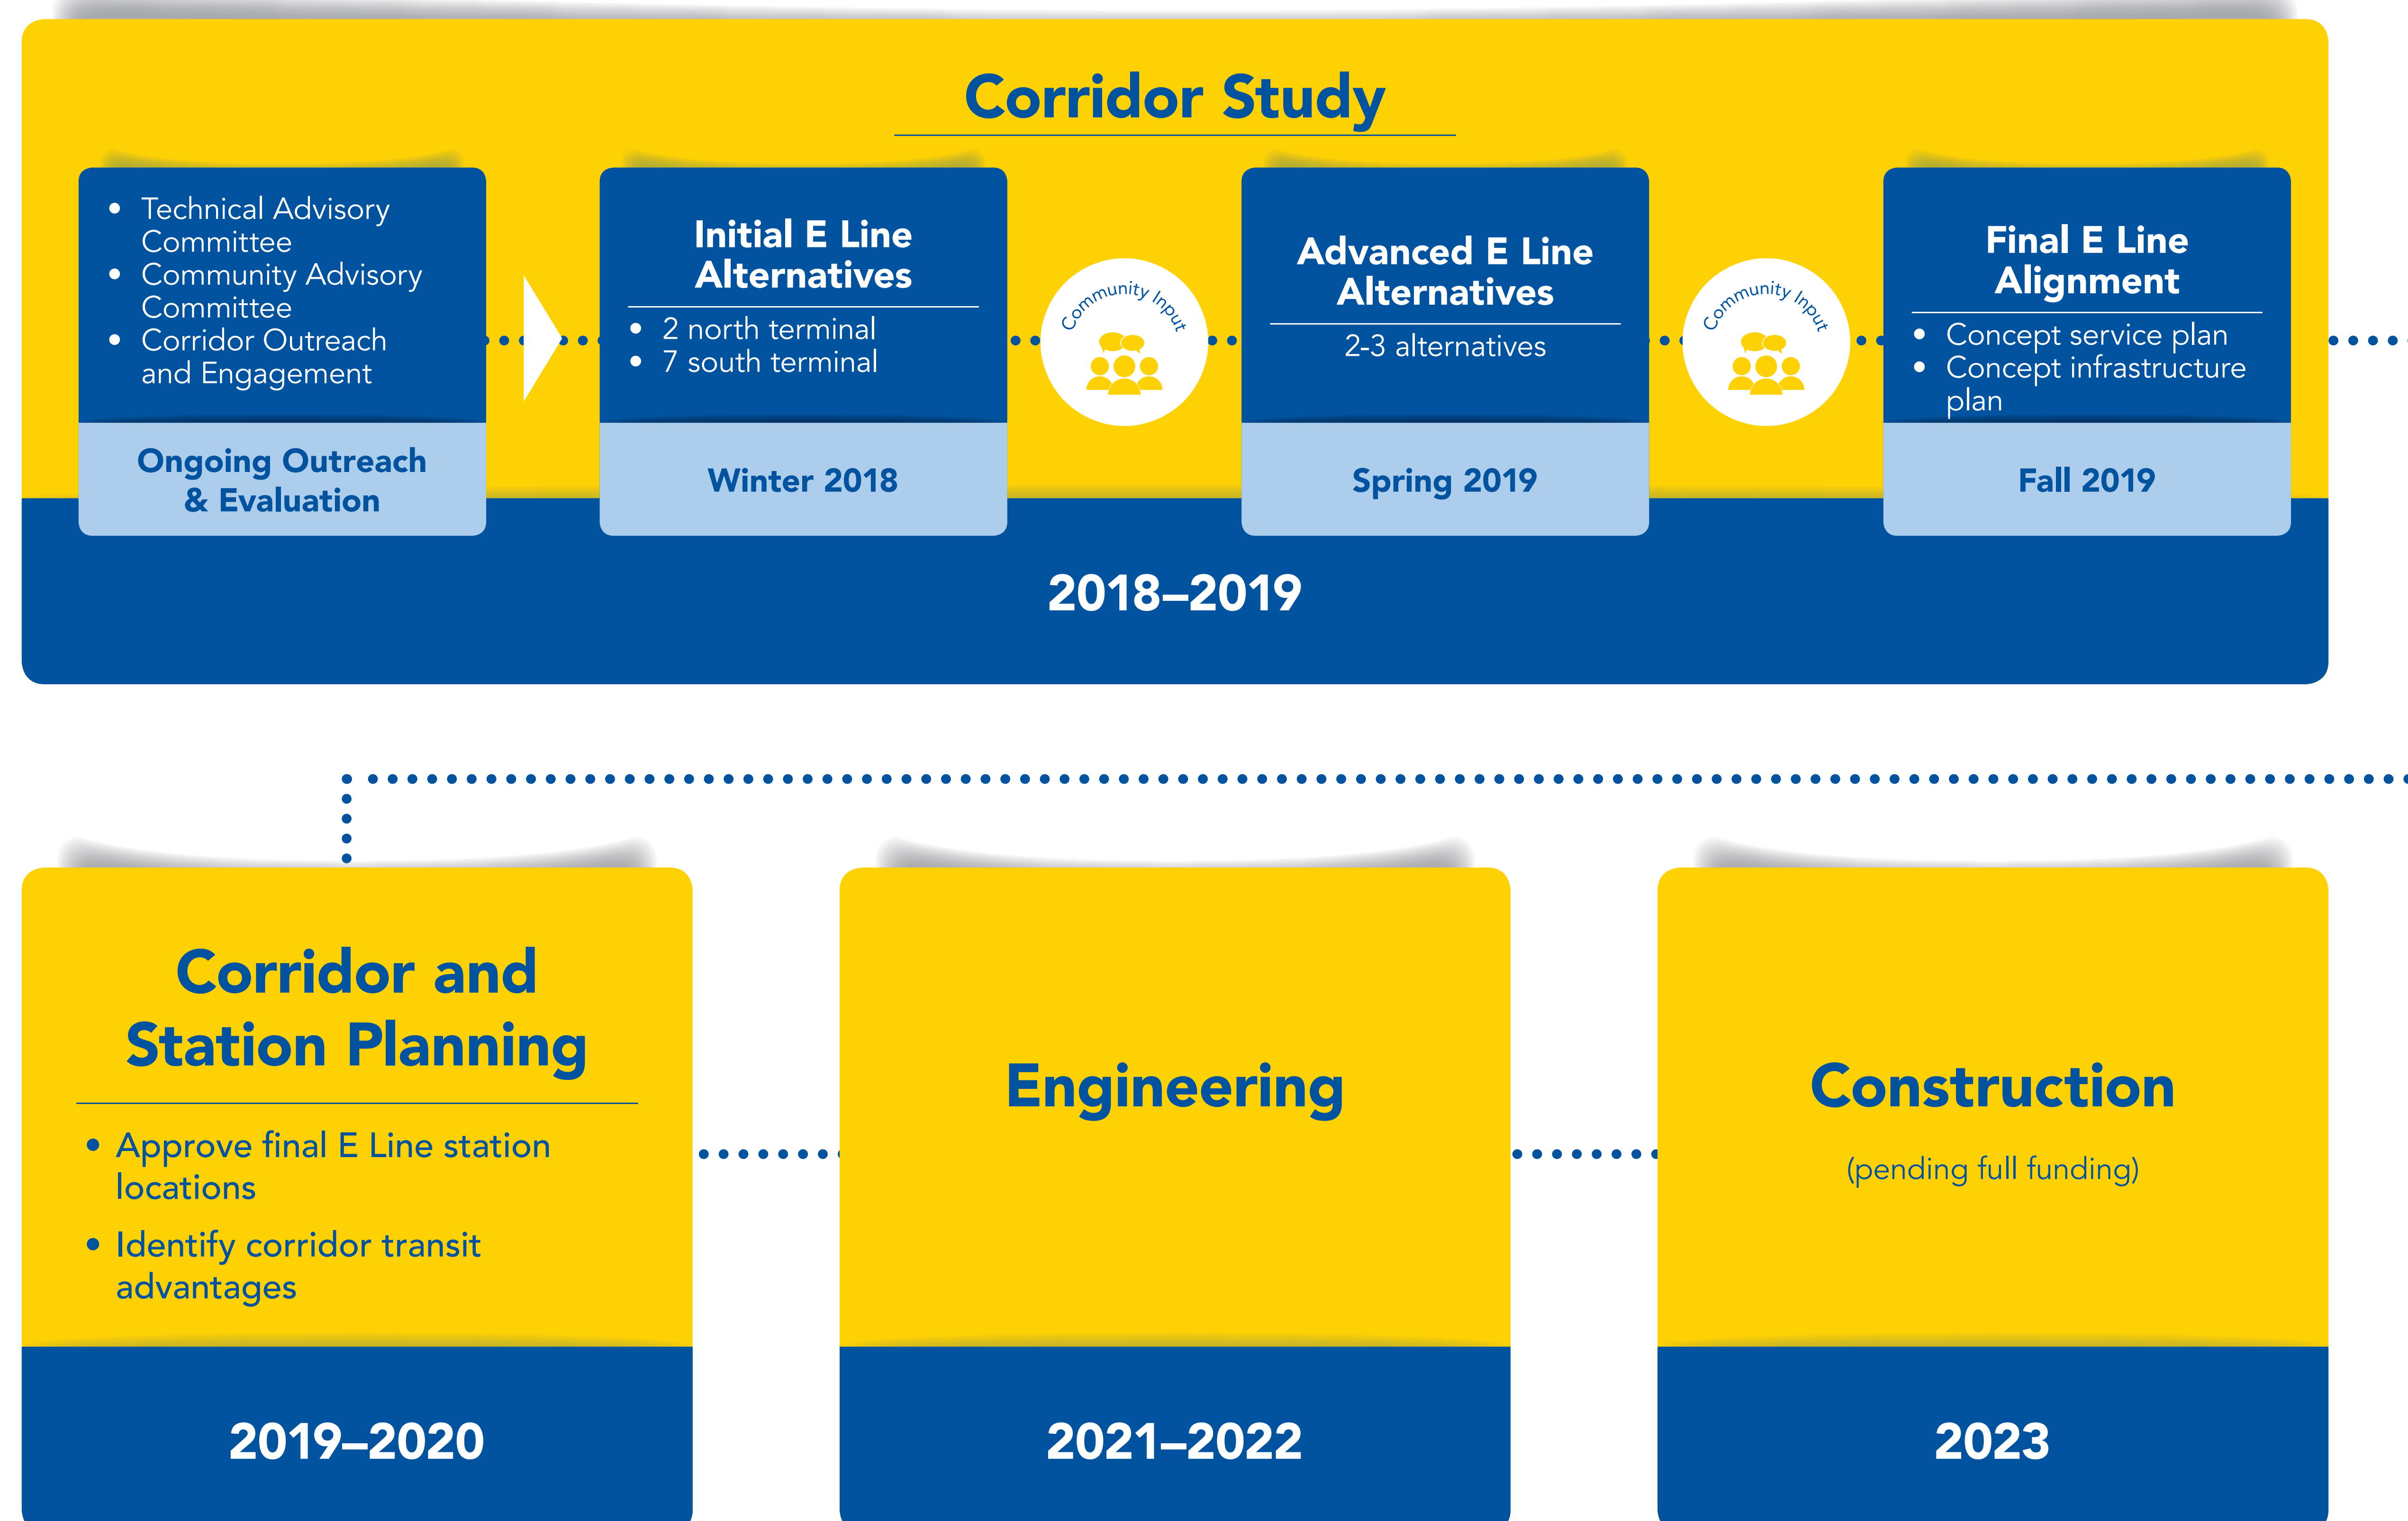 Corridor Study
• Technical Advisory
Committee
• Community Advisory
Committee
• Corridor Outreach
and Engagement
Ongoing Outreach
& Evaluation
Initial E Line
Alternatives
• 2 north terminal
• 7 south terminal
Winter 2018
Community Input
Advanced E Line
Alternatives
2-3 alternatives
Spring 2019
Community Input
Final E Line
Alignment
• Concept service plan
• Concept infrastructure
plan
Fall 2019
2018–2019
Corridor and
Station Planning
• Approve final E Line station
locations
• Identify corridor transit
advantages
2019–2020
Engineering
2021–2022
Construction
(pending full funding)
2023